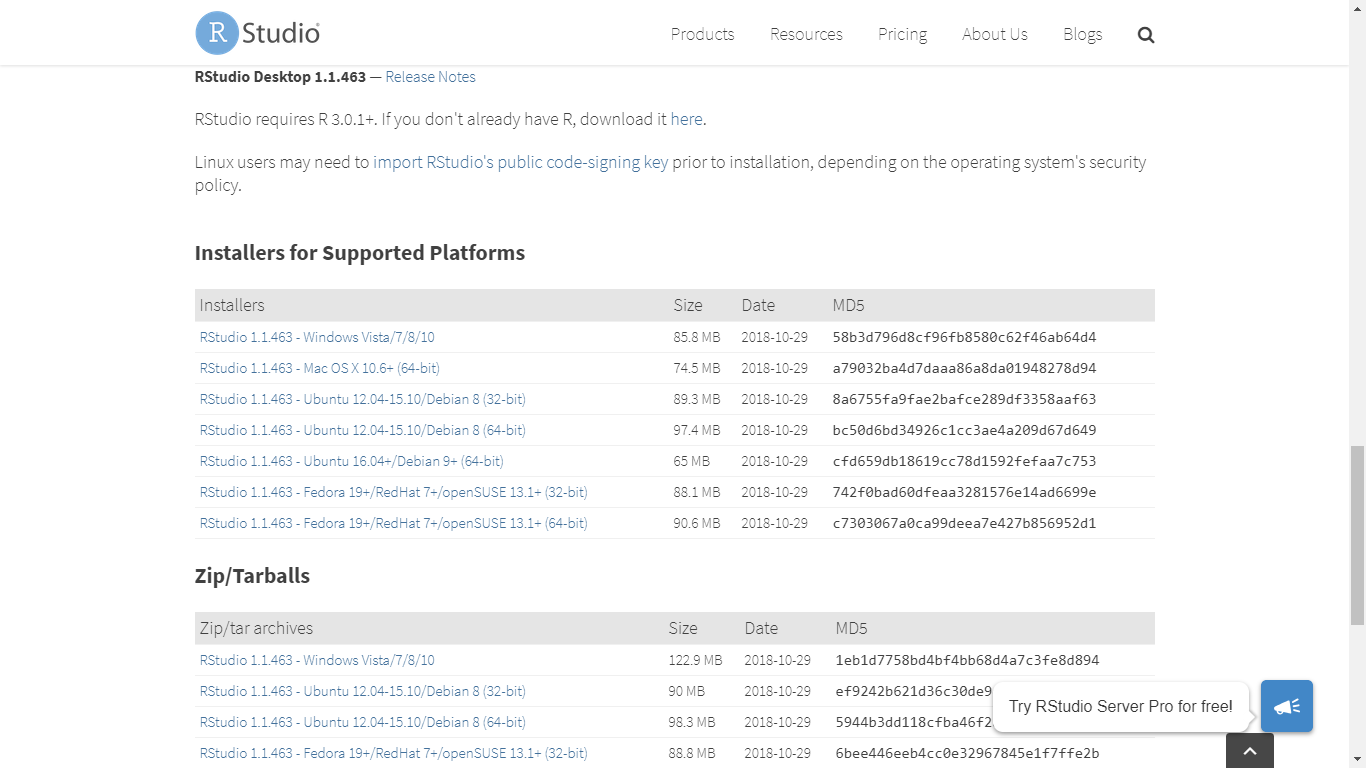 R Studio
Products Resources Pricing About Us Blogs
RStudio Desktop 1.1.463 — Release Notes
RStudio requires R 3.0.1+. If you don't already have R, download it here.
Linux users may need to import RStudio's public code-signing key prior to installation, depending on the operating system's security
policy.
Installers for Supported Platforms
Installers Size Date MD5
RStudio 1.1.463 - Windows Vista/7/8/10 85.8 MB 2018-10-29 58b3d796d8cf96fb8580c62f46ab64d4
RStudio 1.1.463 - Mac OS X 10.6+ (64-bit) 74.5 MB 2018-10-29 a79032ba4d7daaa86a8da01948278d94
RStudio 1.1.463 - Ubuntu 12.04-15.10/Debian 8 (32-bit) 89.3 MB 2018-10-29 8a6755fa9fae2bafce289df3358aaf63
RStudio 1.1.463 - Ubuntu 12.04-15.10/Debian 8 (64-bit) 97.4 MB 2018-10-29 bc50d6bd34926c1cc3ae4a209d67d649
RStudio 1.1.463 - Ubuntu 16.04+/Debian 9+ (64-bit) 65 MB 2018-10-29 cfd659db18619cc78d1592fefaa7c753
RStudio 1.1.463 - Fedora 19+/RedHat 7+/openSUSE 13.1+ (32-bit) 88.1 MB 2018-10-29 742f0bad60dfeaa3281576e14ad6699e
RStudio 1.1.463 - Fedora 19+/RedHat 7+/openSUSE 13.1+ (64-bit) 90.6 MB 2018-10-29 c7303067a0ca99deea7e427b856952d1
Zip/Tarballs
Zip/tar archives Size Date MD5
RStudio 1.1.463 - Windows Vista/7/8/10 122.9 MB 2018-10-29 1eb1d7758bd4bf4bb68d4a7c3fe8d894
RStudio 1.1.463 - Ubuntu 12.04-15.10/Debian 8 (32-bit) 90 MB 2018-10-29 ef9242b621d36c30de9
Try RStudio Server Pro for free!
RStudio 1.1.463 - Ubuntu 12.04-15.10/Debian 8 (64-bit) 98.3 MB 2018-10-29 5944b3dd118cfba46f2
RStudio 1.1.463 - Fedora 19+/RedHat 7+/openSUSE 13.1+ (32-bit) 88.8 MB 2018-10-29 6bee446eeb4cc0e32967845e1f7ffe2b